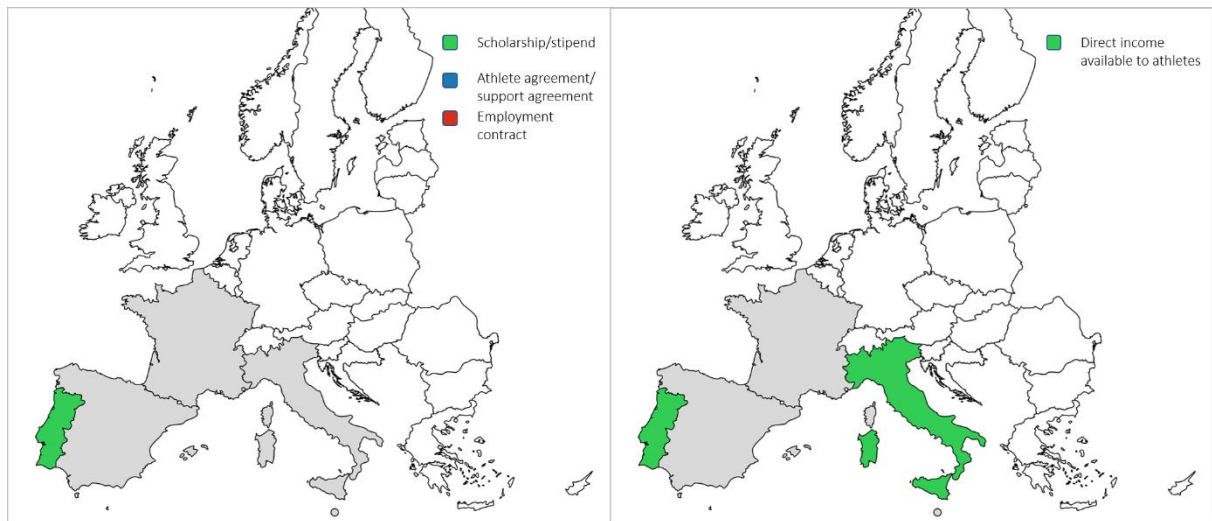 Scholarship/stipend
Athlete agreement/
support agreement
Employment
contract
Direct income
available to athletes